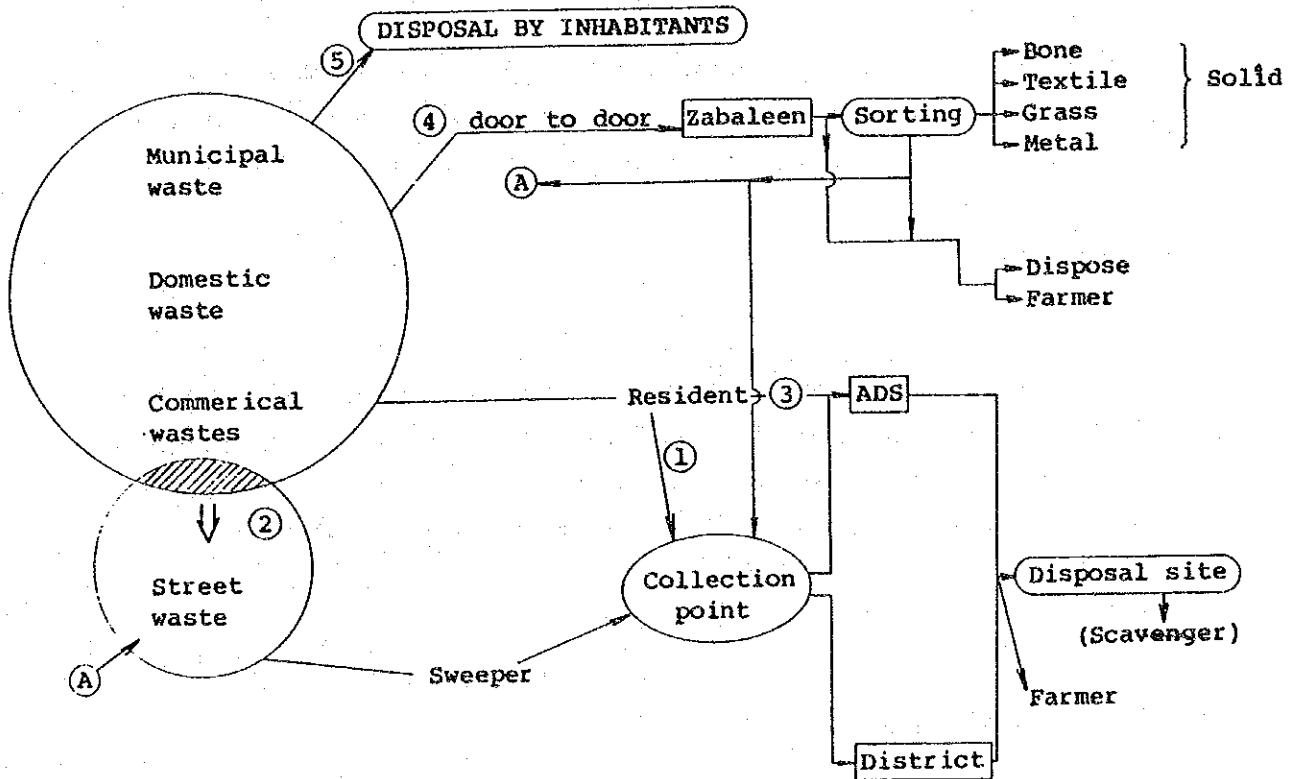 DISPOSAL BY INHABITANTS
⑤
④ door to door
Zabaleen
Sorting
Bone
Textile
Grass
Metal
Solid
Municipal
waste
Ⓐ
Domestic
waste
Dispose
Farmer
Commerical
wastes
Resident
③
ADS
①
②
Street
waste
Collection
point
Disposal site
(Scavenger)
Ⓐ
Sweeper
Farmer
District